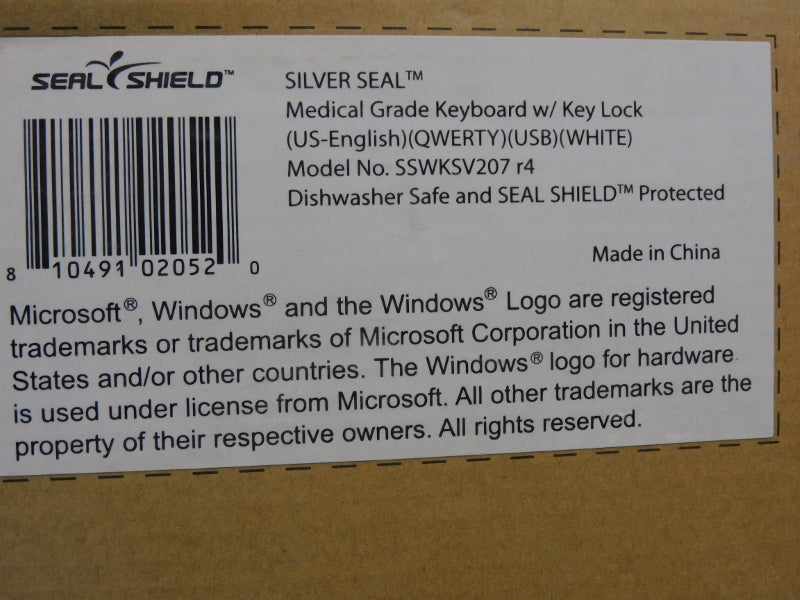 SEAL SHIELD™
SILVER SEAL™
Medical Grade Keyboard w/ Key Lock
(US-English)(QWERTY)(USB)(WHITE)
Model No. SSWKSV207 r4
Dishwasher Safe and SEAL SHIELD™ Protected
Made in China
8 10491 02052 0
Microsoft®, Windows® and the Windows® Logo are registered
trademarks or trademarks of Microsoft Corporation in the United
States and/or other countries. The Windows® logo for hardware
is used under license from Microsoft. All other trademarks are the
property of their respective owners. All rights reserved.